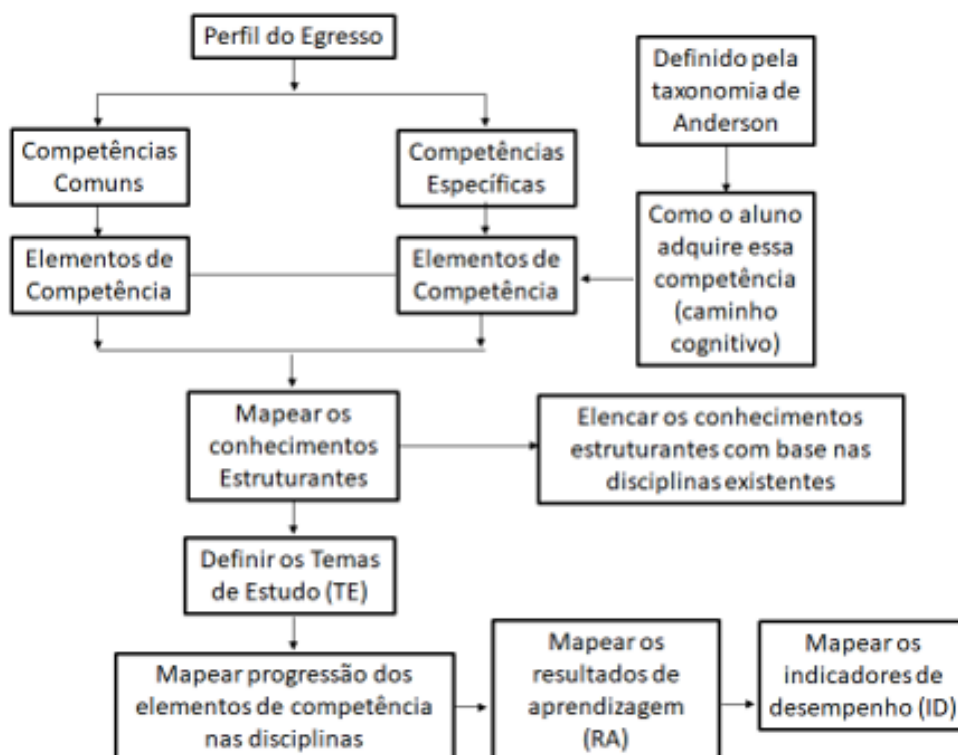 Perfil do Egresso
Definido pela
taxonomia de
Anderson
Competências
Comuns
Competências
Específicas
Como o aluno
adquire essa
competência
(caminho
cognitivo)
Elementos de
Competência
Elementos de
Competência
Mapear os
conhecimentos
Estruturantes
Elencar os conhecimentos
estruturantes com base nas
disciplinas existentes
Definir os Temas
de Estudo (TE)
Mapear progressão dos
elementos de competência
nas disciplinas
Mapear os
resultados de
aprendizagem
(RA)
Mapear os
indicadores de
desempenho (ID)